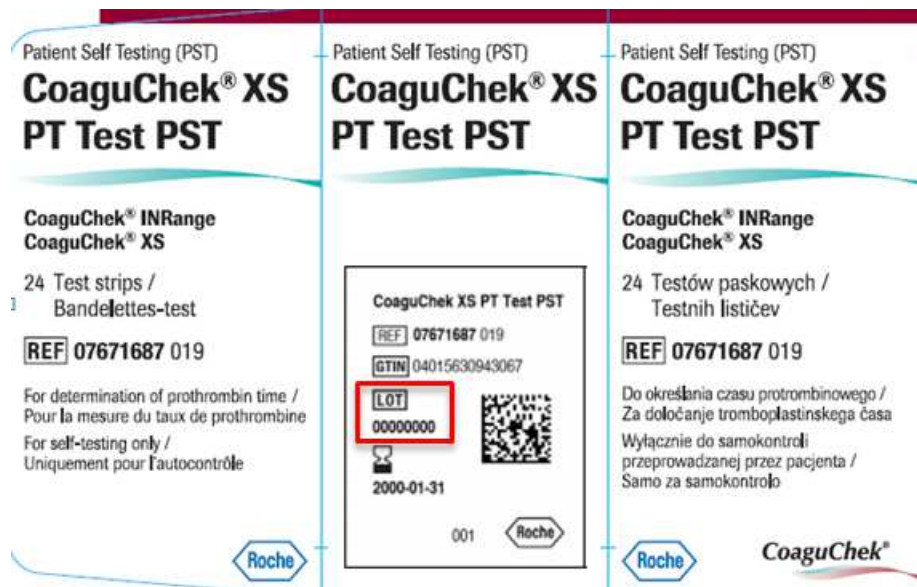 Patient Self Testing (PST)
CoaguChek® XS
PT Test PST
CoaguChek® INRange
CoaguChek® XS
24 Test strips /
Bandelettes-test
REF 07671687 019
For determination of prothrombin time /
Pour la mesure du taux de prothrombine
For self-testing only /
Uniquement pour l'autocontrôle
Roche
Patient Self Testing (PST)
CoaguChek® XS
PT Test PST
CoaguChek XS PT Test PST
REF 07671687 019
GTIN 04015630943067
LOT
00000000
2000-01-31
001
Roche
Patient Self Testing (PST)
CoaguChek® XS
PT Test PST
CoaguChek® INRange
CoaguChek® XS
24 Testów paskowych /
Testnih lističev
REF 07671687 019
Do określania czasu protrombinowego /
Za določanje tromboplastinskega časa
Wyłącznie do samokontroli
przeprowadzanej przez pacjenta /
Samo za samokontrolo
Roche
CoaguChek®